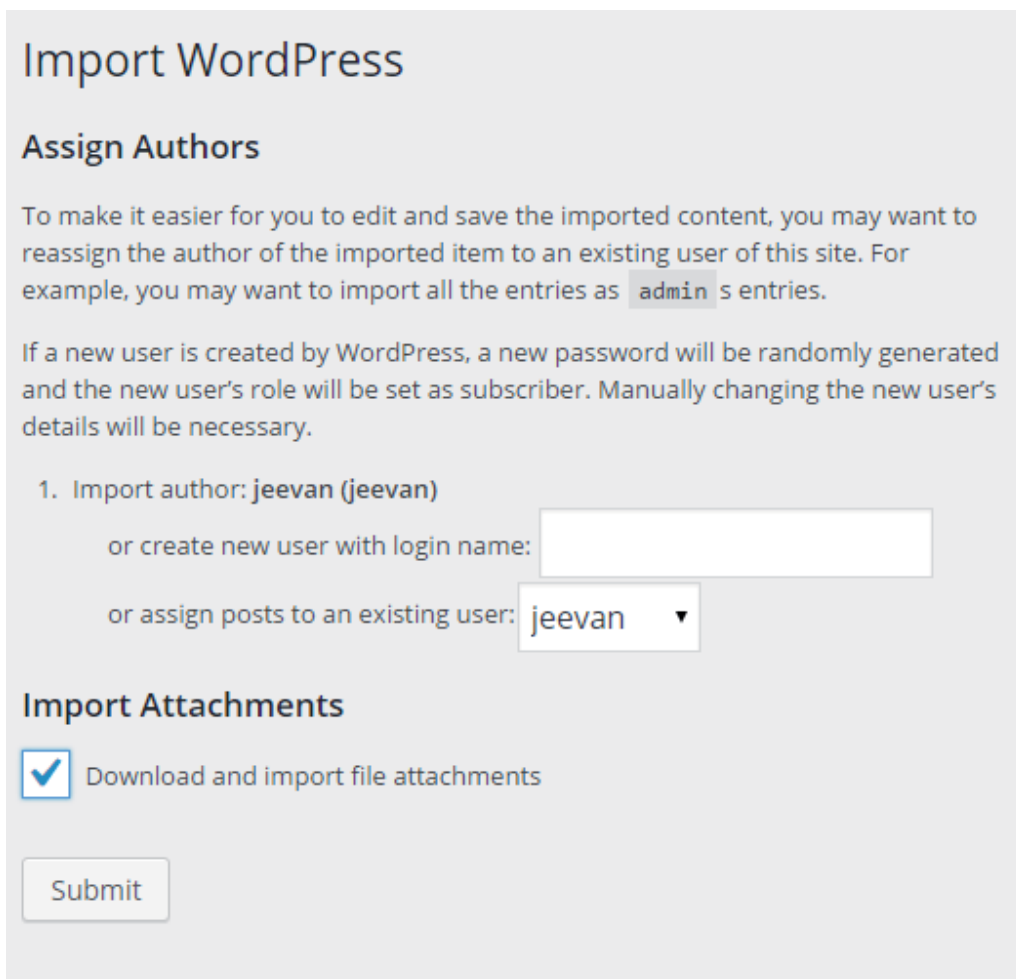 Import WordPress
Assign Authors
To make it easier for you to edit and save the imported content, you may want to
reassign the author of the imported item to an existing user of this site. For
example, you may want to import all the entries as admin s entries.
If a new user is created by WordPress, a new password will be randomly generated
and the new user’s role will be set as subscriber. Manually changing the new user’s
details will be necessary.
1. Import author: jeevan (jeevan)
or create new user with login name:
or assign posts to an existing user: jeevan
Import Attachments
Download and import file attachments
Submit